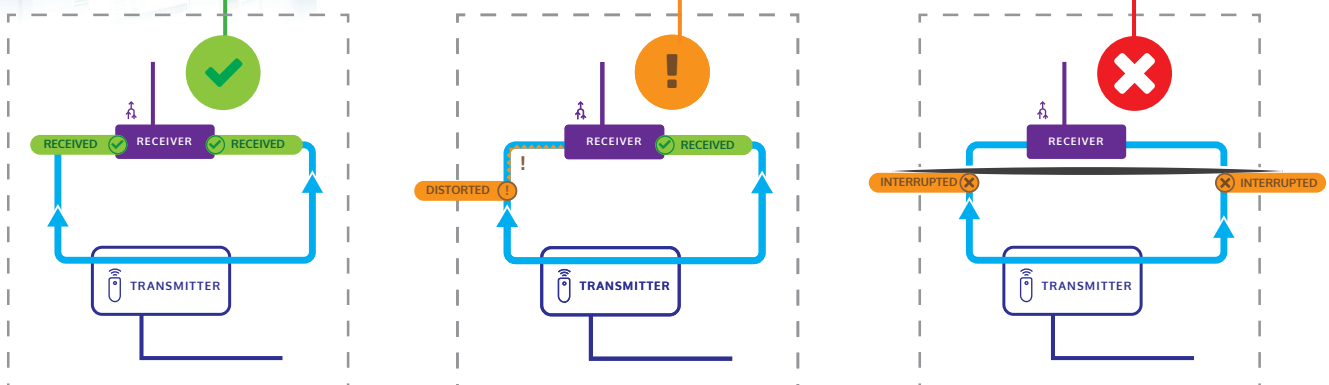 RECEIVED
RECEIVER
RECEIVED
TRANSMITTER
!
RECEIVER
RECEIVED
!
DISTORTED
!
TRANSMITTER
RECEIVER
INTERRUPTED
INTERRUPTED
TRANSMITTER